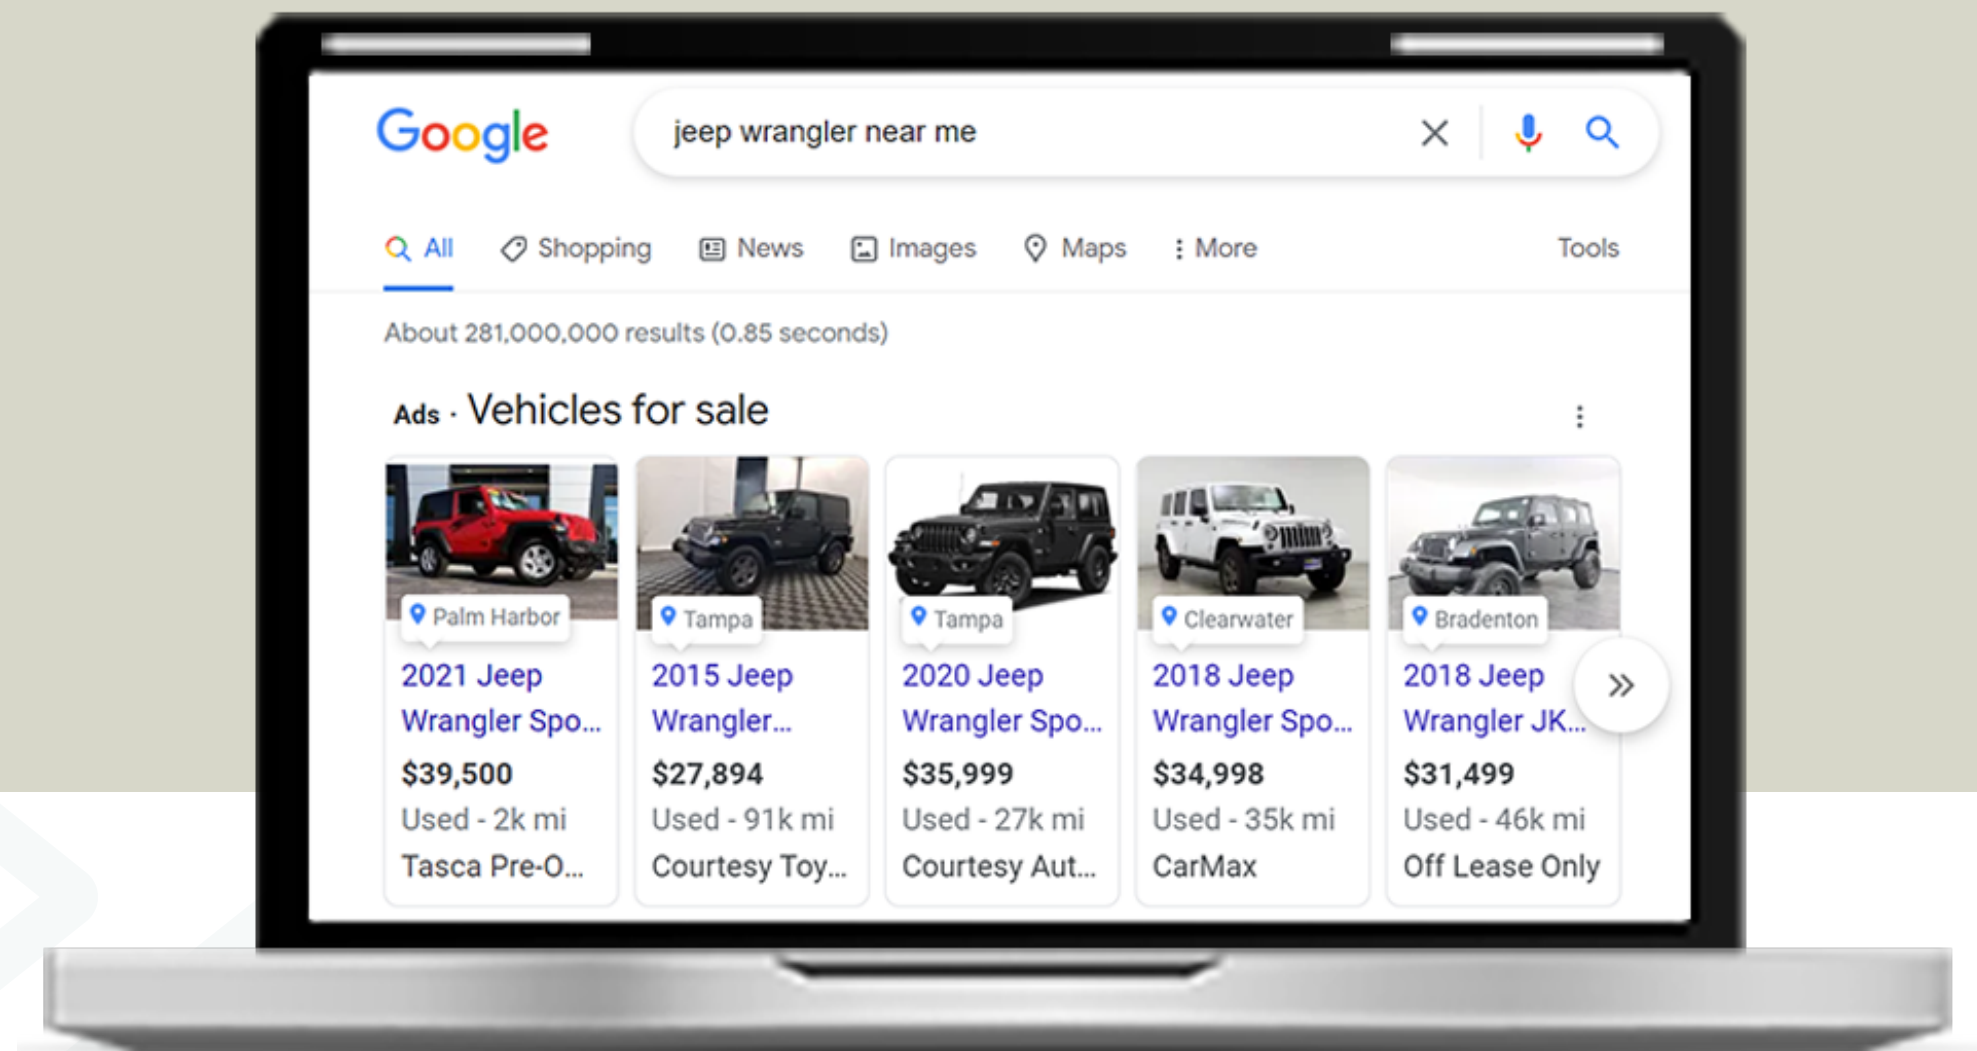 Google
jeep wrangler near me
All Shopping News Images Maps More Tools
About 281,000,000 results (0.85 seconds)
Ads · Vehicles for sale
Palm Harbor
2021 Jeep
Wrangler Spo...
$39,500
Used - 2k mi
Tasca Pre-O...
Tampa
2015 Jeep
Wrangler...
$27,894
Used - 91k mi
Courtesy Toy...
Tampa
2020 Jeep
Wrangler Spo...
$35,999
Used - 27k mi
Courtesy Aut...
Clearwater
2018 Jeep
Wrangler Spo...
$34,998
Used - 35k mi
CarMax
Bradenton
2018 Jeep
Wrangler JK...
$31,499
Used - 46k mi
Off Lease Only